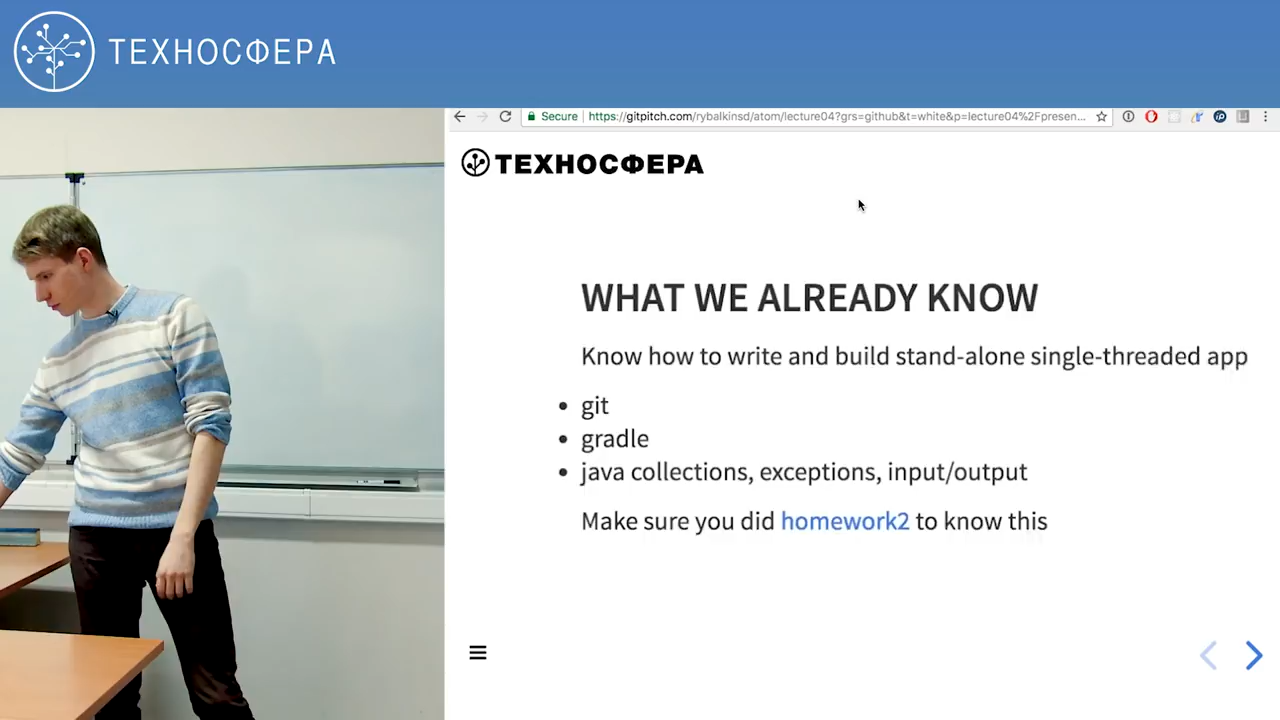 ТЕХНОСФЕРА
Secure
https://gitpitch.com/rybalkinsd/atom/lecture04?grs=github&t=white&p=lecture04%2Fpresen...
ТЕХНОСФЕРА
WHAT WE ALREADY KNOW
Know how to write and build stand-alone single-threaded app
• git
• gradle
• java collections, exceptions, input/output
Make sure you did homework2 to know this